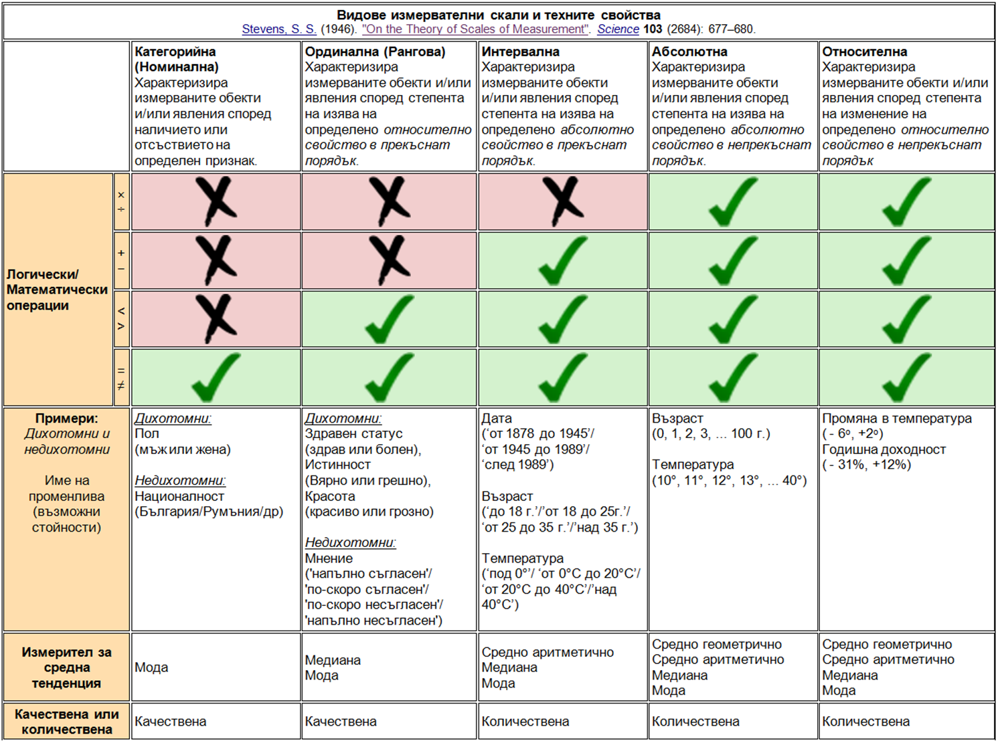 Видове измервателни скали и техните свойства
Stevens, S. S. (1946). "On the Theory of Scales of Measurement". Science 103 (2684): 677–680.
Категорийна
(Номинална)
Характеризира
измерваните обекти
и/или явления според
наличието или
отсъствието на
определен признак.
Ординална (Рангова)
Характеризира
измерваните обекти и/или
явления според степента
на изява на
определено относително
свойство в прекъснат
порядък.
Интервална
Характеризира
измерваните обекти
и/или явления според
степента на изява на
определено абсолютно
свойство в прекъснат
порядък.
Абсолютна
Характеризира
измерваните обекти
и/или явления според
степента на изява на
определено абсолютно
свойство в непрекъснат
порядък.
Относителна
Характеризира
измерваните обекти и/или
явления според степента
на изменение на
определено относително
свойство в непрекъснат
порядък
Логически/
Математически
операции
×
÷
+
−
<
>
=
≠
Примери:
Дихотомни и
недихотомни
Име на
променлива
(възможни
стойности)
Дихотомни:
Пол
(мъж или жена)
Недихотомни:
Националност
(България/Румъния/др)
Дихотомни:
Здравен статус
(здрав или болен),
Истинност
(Вярно или грешно),
Красота
(красиво или грозно)
Недихотомни:
Мнение
('напълно съгласен'/
'по-скоро съгласен'/
'по-скоро несъгласен'/
'напълно несъгласен')
Дата
(‘от 1878 до 1945’/
‘от 1945 до 1989’/
‘след 1989’)
Възраст
(‘до 18 г.’/’от 18 до 25г.’/
‘от 25 до 35 г.’/’над 35 г.’)
Температура
(‘под 0°’/ ‘от 0°C до 20°C’/
‘от 20°C до 40°C’/’над
40°C’)
Възраст
(0, 1, 2, 3, ... 100 г.)
Температура
(10°, 11°, 12°, 13°, ... 40°)
Промяна в температура
( - 6º, +2º)
Годишна доходност
( - 31%, +12%)
Измерител за
средна
тенденция
Мода
Медиана
Мода
Средно аритметично
Медиана
Мода
Средно геометрично
Средно аритметично
Медиана
Мода
Средно геометрично
Средно аритметично
Медиана
Мода
Качествена или
количествена
Качествена
Качествена
Количествена
Количествена
Количествена